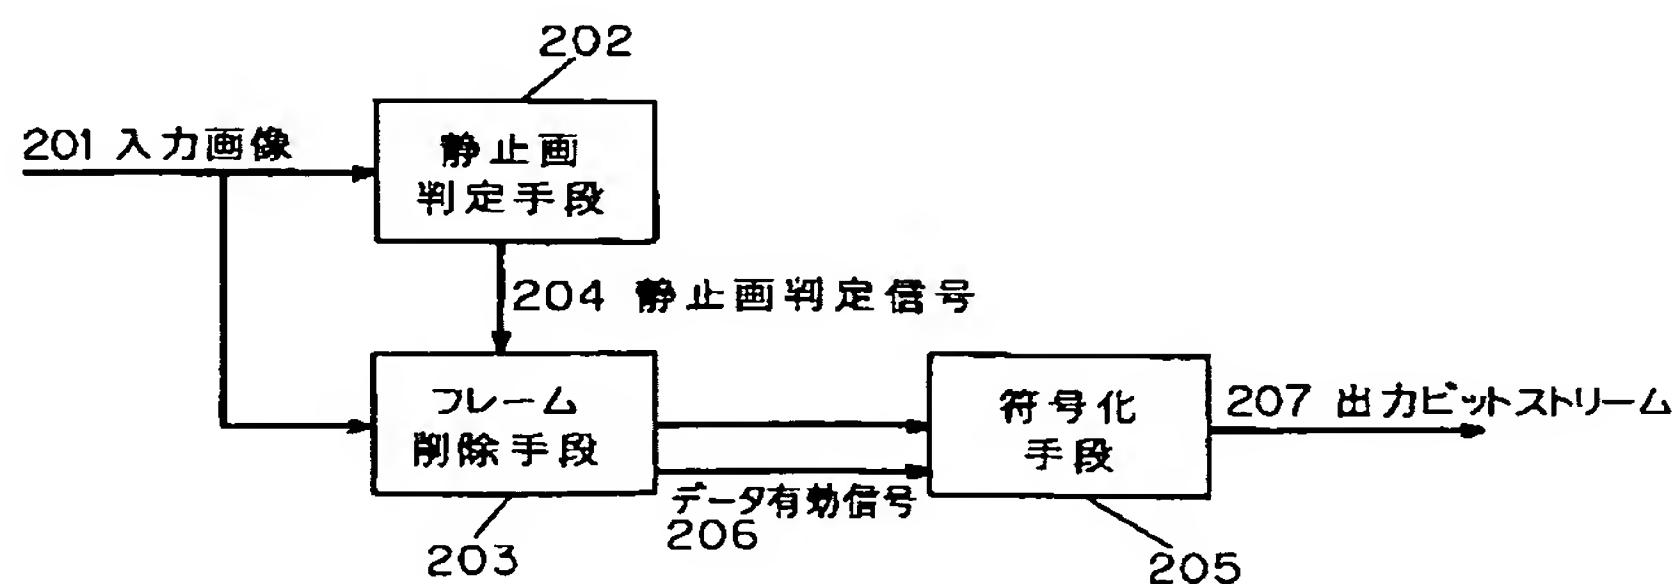 202
201 入力画像
静止画
判定手段
204 静止画判定信号
フレーム
削除手段
符号化
手段
207 出力ビットストリーム
データ有効信号
206
203
205